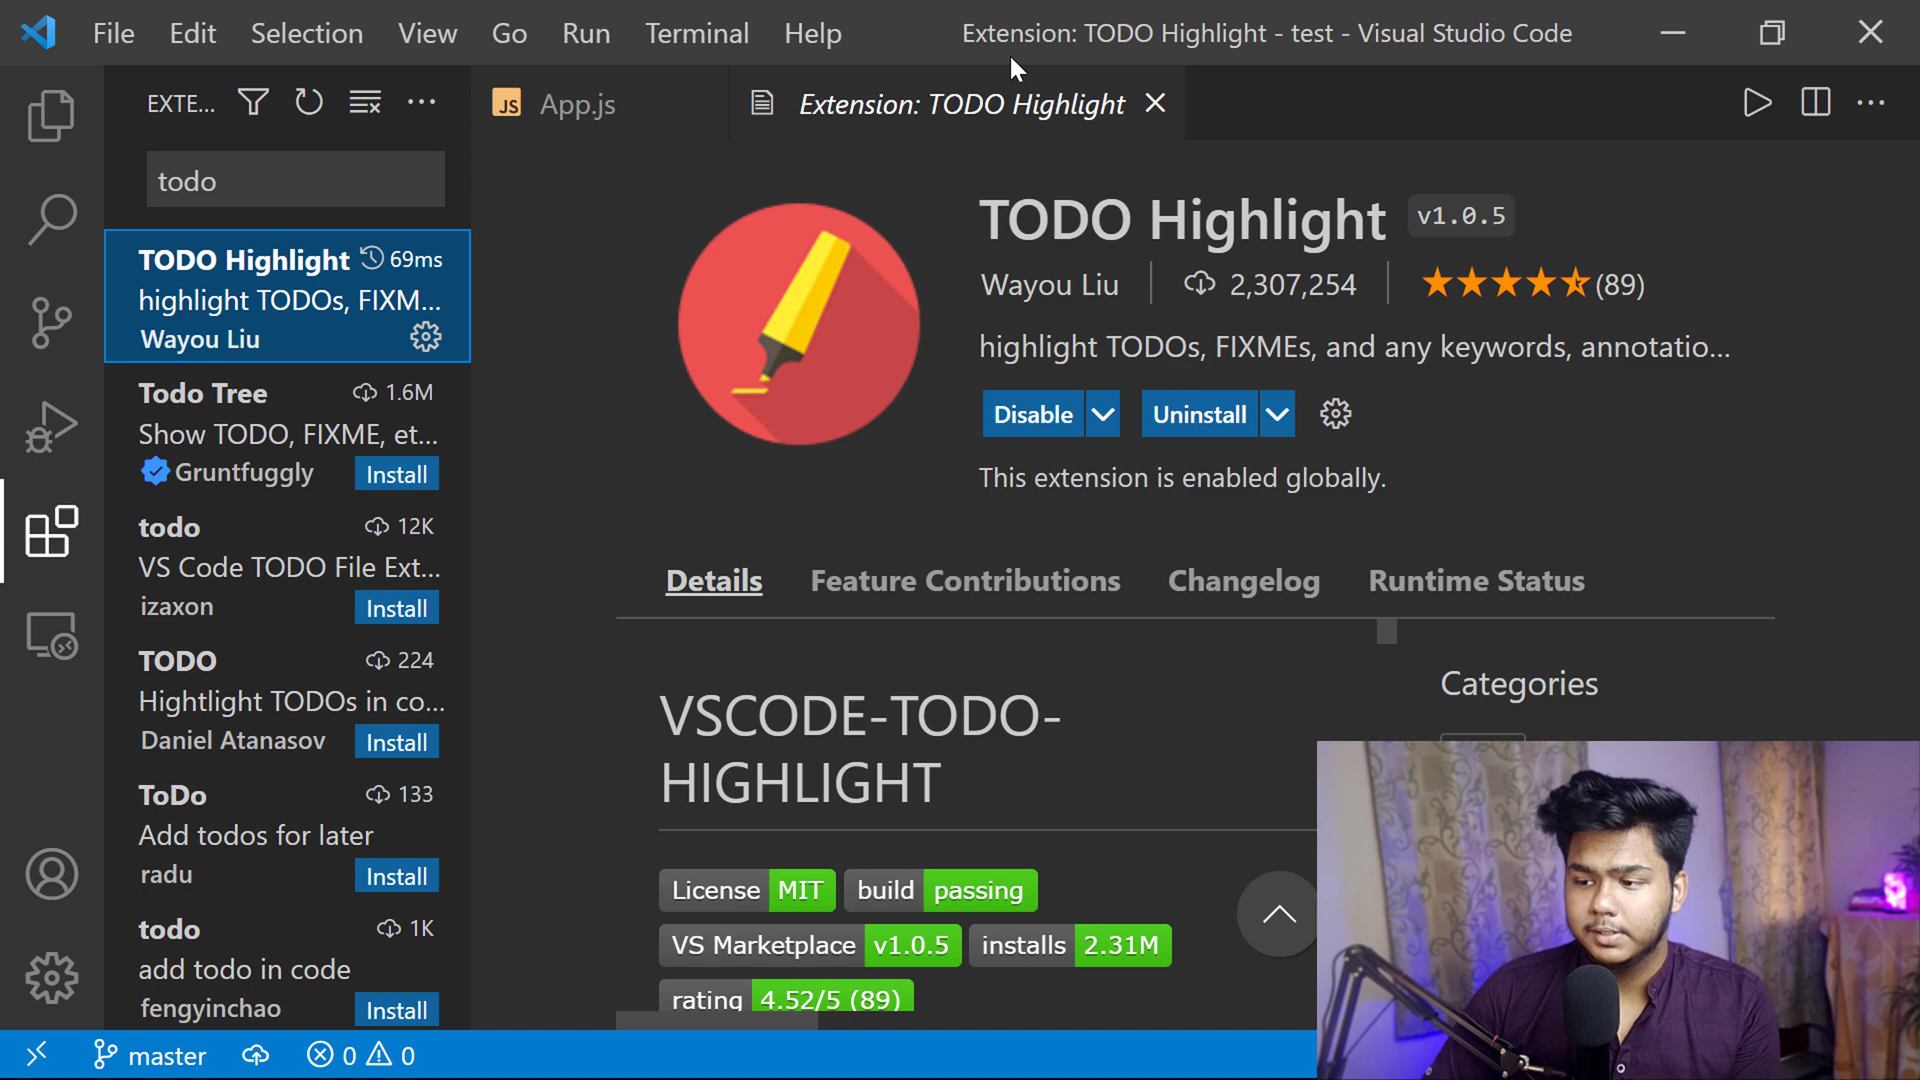 File Edit Selection View Go Run Terminal Help Extension: TODO Highlight - test - Visual Studio Code
EXTE...
JS App.js
Extension: TODO Highlight
todo
TODO Highlight 69ms
highlight TODOs, FIXM...
Wayou Liu
Todo Tree 1.6M
Show TODO, FIXME, et...
Gruntfuggly Install
todo 12K
VS Code TODO File Ext...
izaxon Install
TODO 224
Hightlight TODOs in co...
Daniel Atanasov Install
ToDo 133
Add todos for later
radu Install
todo 1K
add todo in code
fengyinchao Install
TODO Highlight v1.0.5
Wayou Liu 2,307,254 (89)
highlight TODOs, FIXMEs, and any keywords, annotatio...
Disable Uninstall
This extension is enabled globally.
Details Feature Contributions Changelog Runtime Status
VSCODE-TODO-
HIGHLIGHT
License MIT build passing
VS Marketplace v1.0.5 installs 2.31M
rating 4.52/5 (89)
Categories
master 0 0